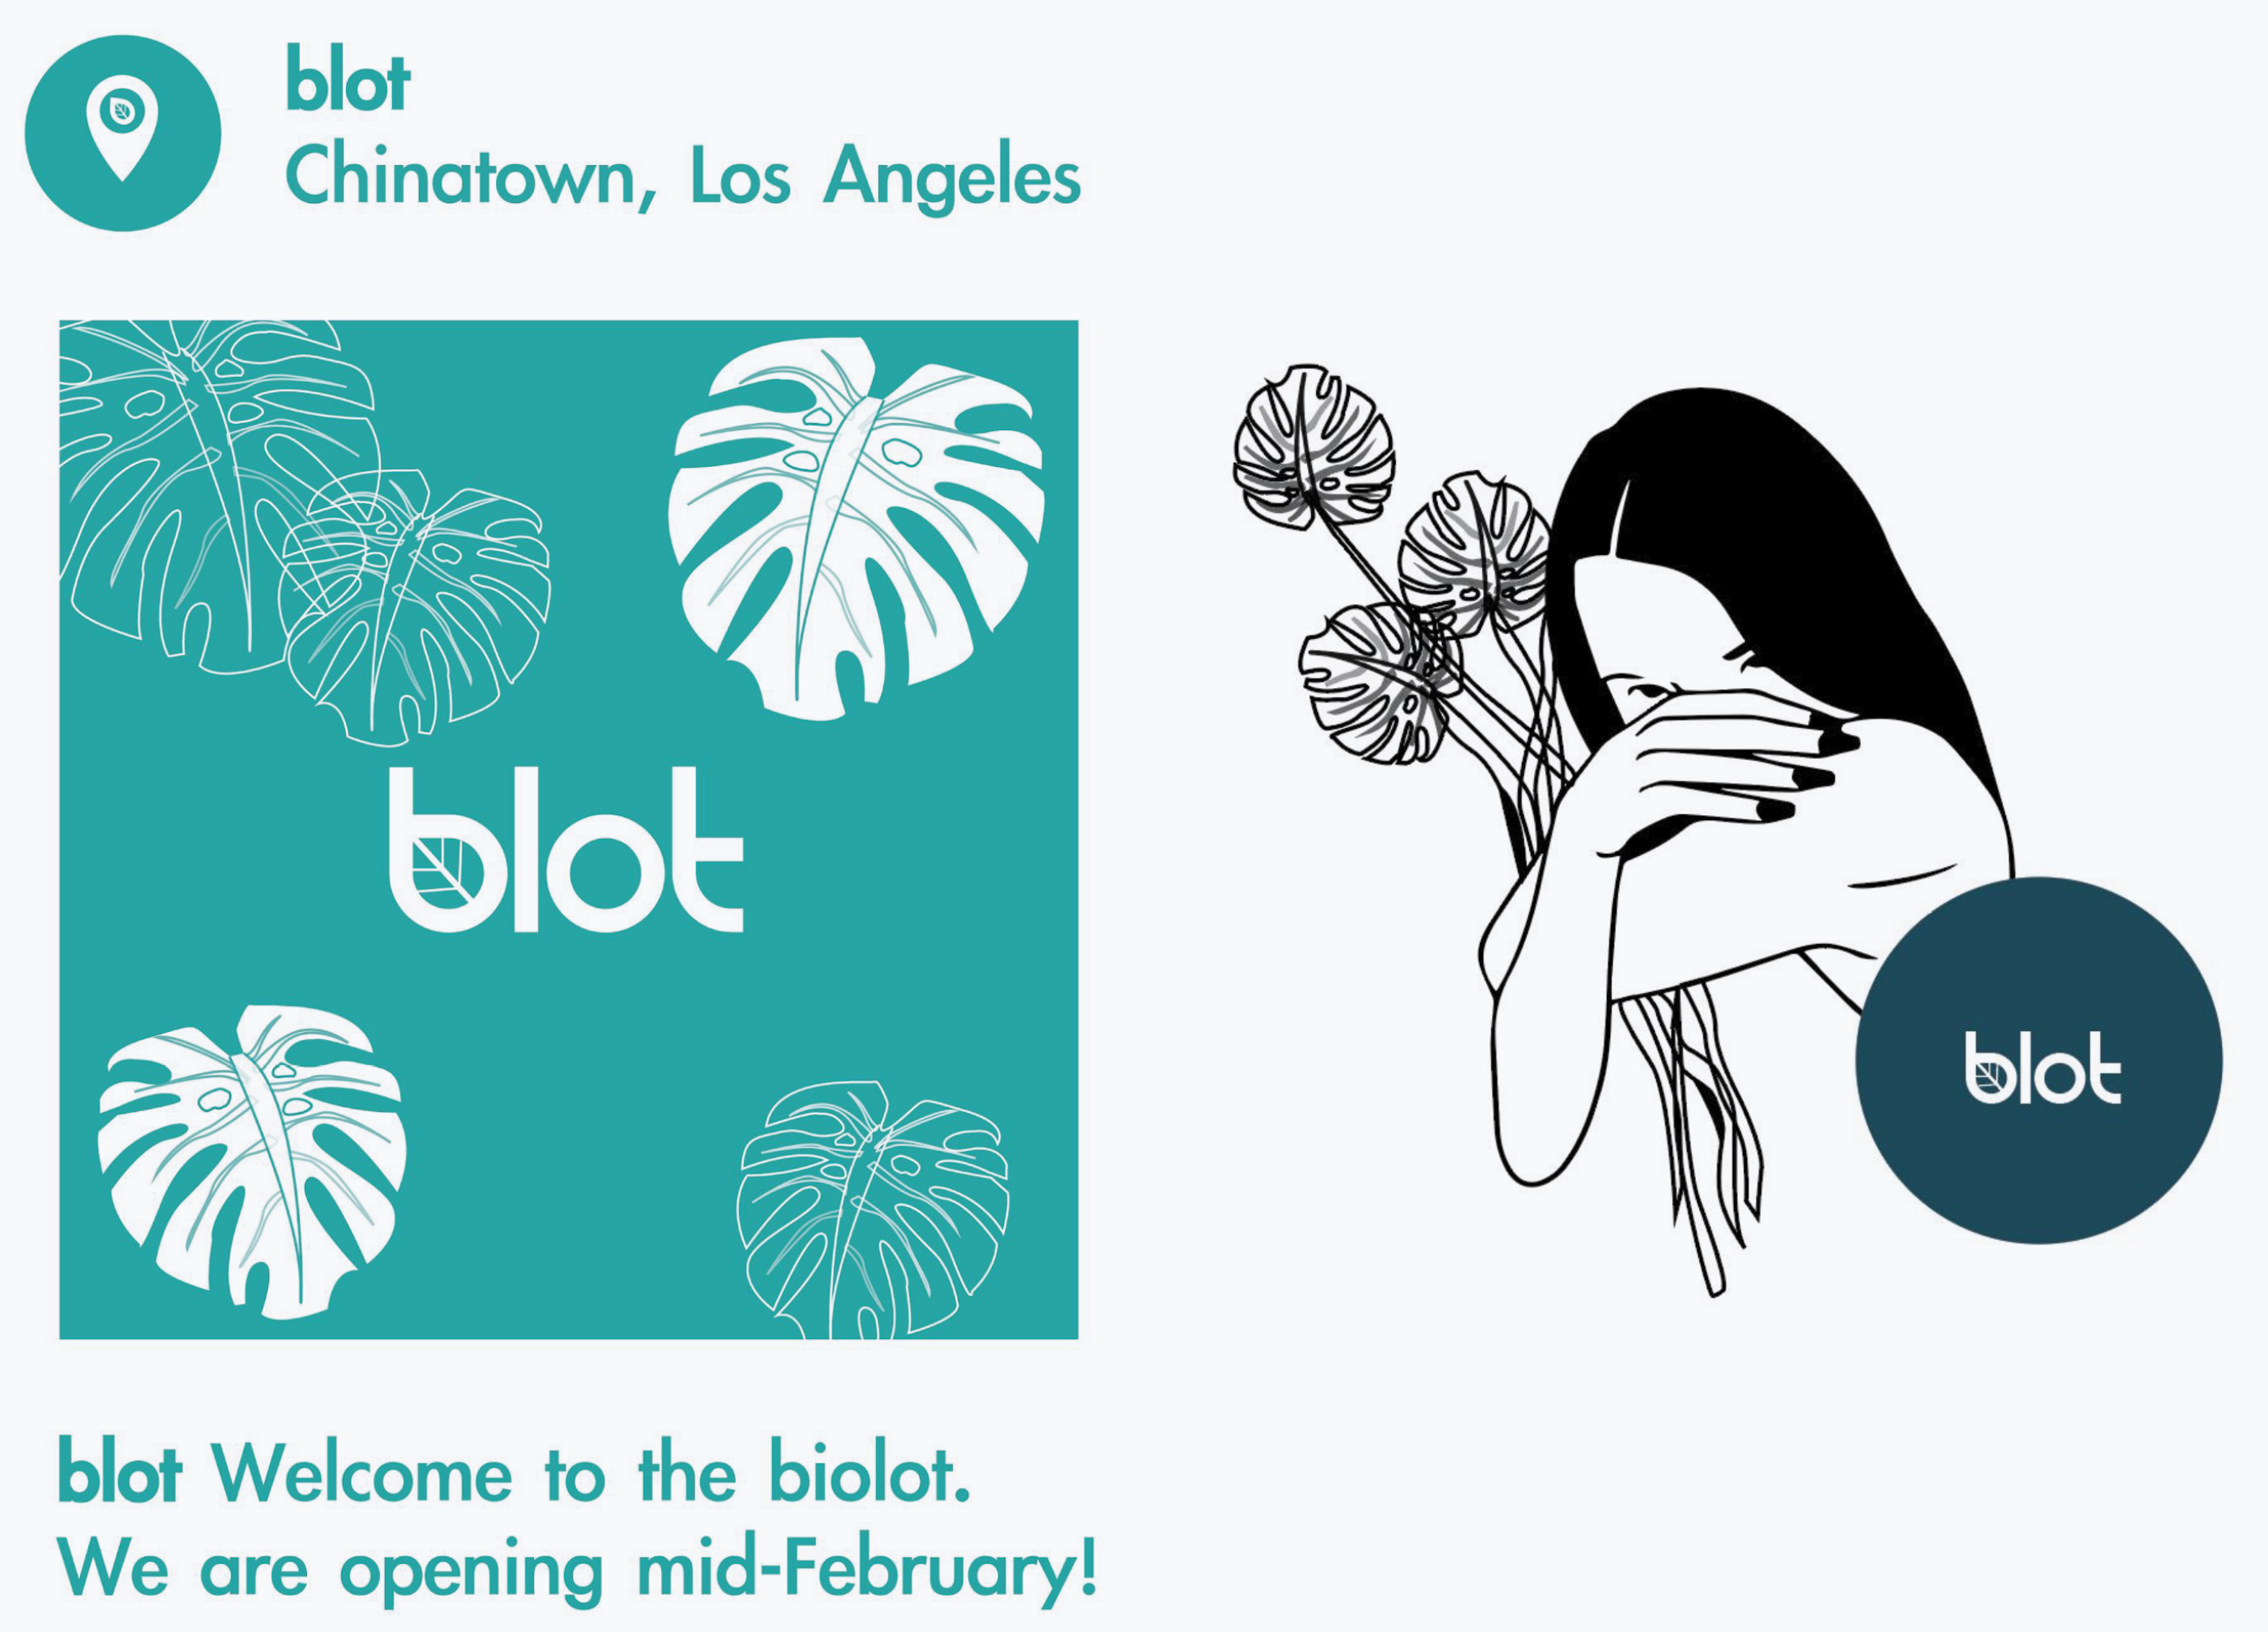 blot
Chinatown, Los Angeles
blot
blot
blot Welcome to the biolot.
We are opening mid-February!